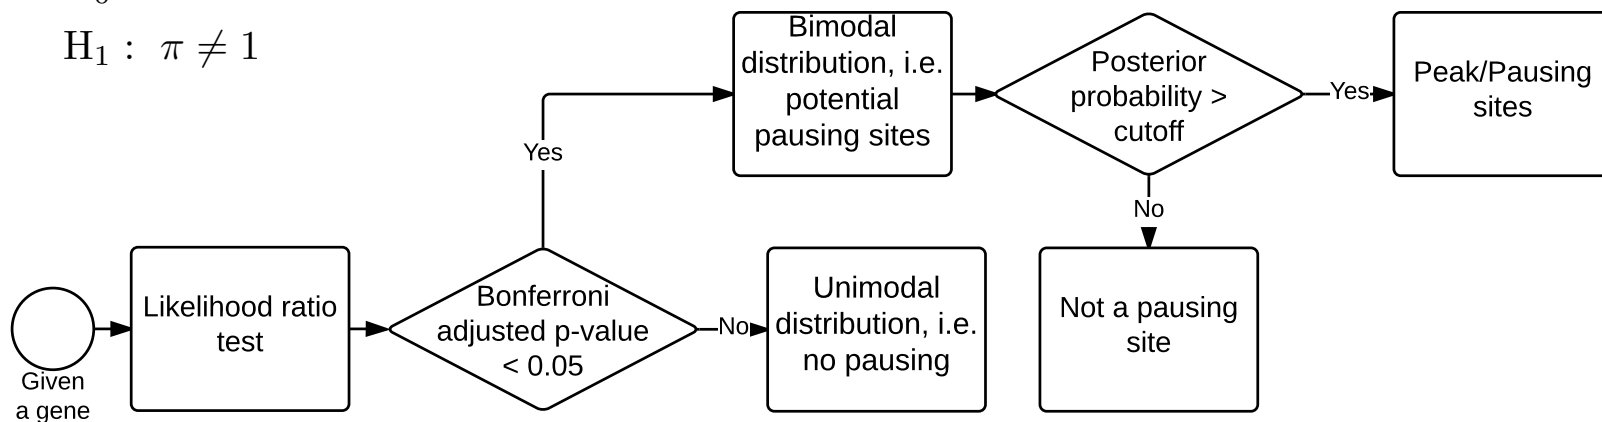 H₁ : π ≠ 1
Bimodal
distribution, i.e.
potential
pausing sites
Posterior
probability >
cutoff
Yes
Peak/Pausing
sites
Yes
No
Given
a gene
Likelihood ratio
test
Bonferroni
adjusted p-value
< 0.05
No
Unimodal
distribution, i.e.
no pausing
Not a pausing
site